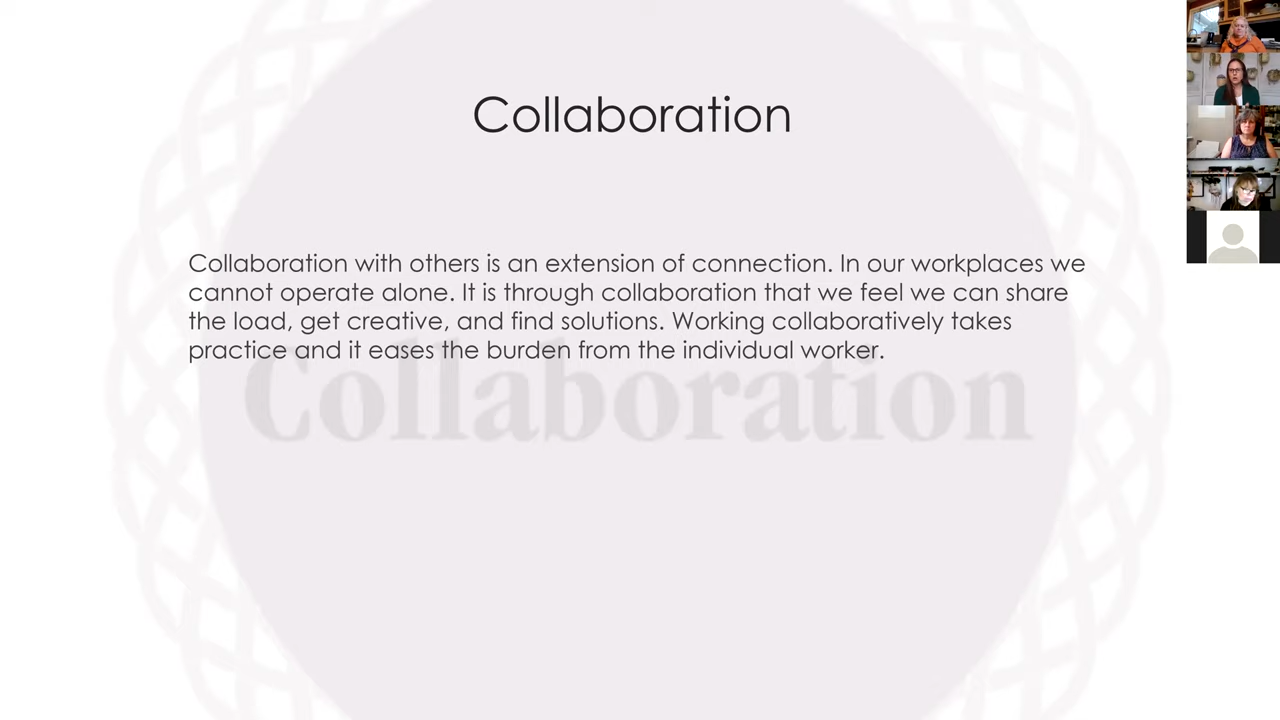 Collaboration
Collaboration with others is an extension of connection. In our workplaces we
cannot operate alone. It is through collaboration that we feel we can share
the load, get creative, and find solutions. Working collaboratively takes
practice and it eases the burden from the individual worker.
Collaboration